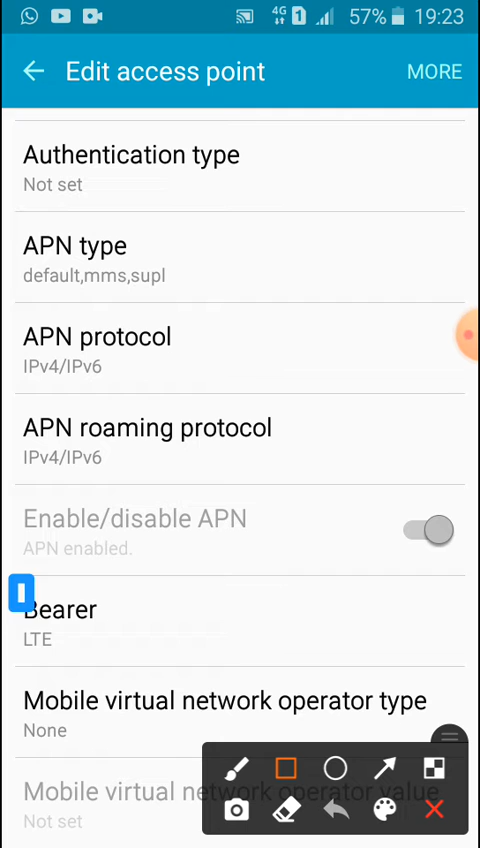 4G 1 57% 19:23
Edit access point MORE
Authentication type
Not set
APN type
default,mms,supl
APN protocol
IPv4/IPv6
APN roaming protocol
IPv4/IPv6
Enable/disable APN
APN enabled.
Bearer
LTE
Mobile virtual network operator type
None
Mobile virtual network operator value
Not set